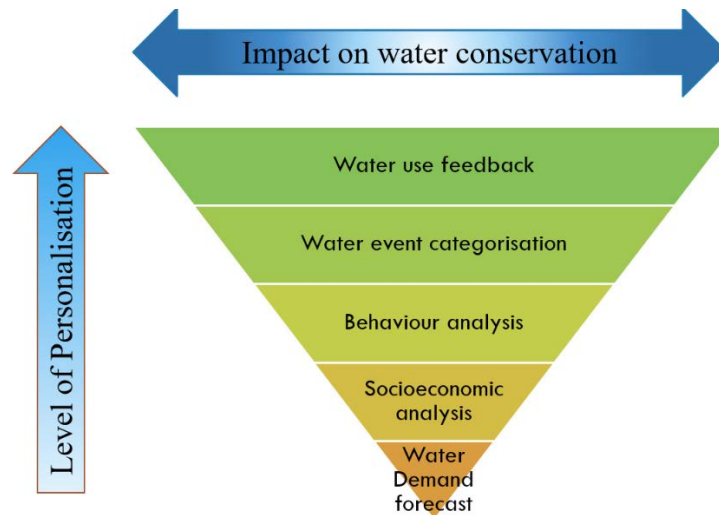 Impact on water conservation
Level of Personalisation
Water use feedback
Water event categorisation
Behaviour analysis
Socioeconomic
analysis
Water
Demand
forecast